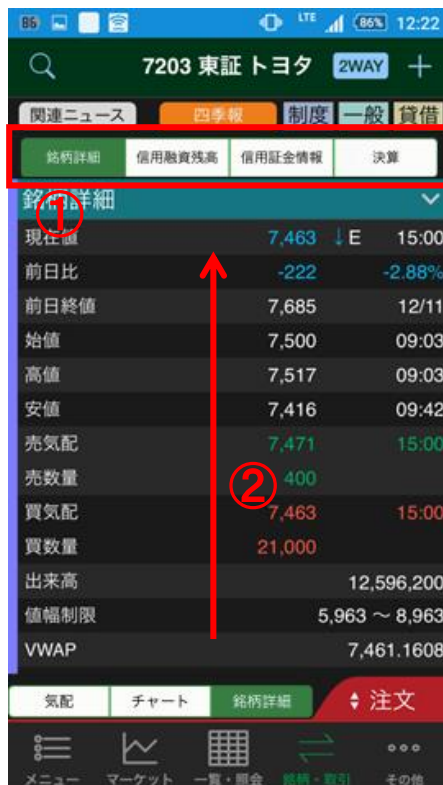 86 LTE 86% 12:22
7203 東証 トヨタ 2WAY
関連ニュース 四季報 制度 一般 貸借
銘柄詳細 信用融資残高 信用証金情報 決算
銘柄詳細
①
現在値 7,463 ↓E 15:00
前日比 -222 -2.88%
前日終値 7,685 12/11
始値 7,500 09:03
高値 7,517 09:03
安値 7,416 09:42
売気配 7,471 15:00
売数量 400
②
買気配 7,463 15:00
買数量 21,000
出来高 12,596,200
値幅制限 5,963 ～ 8,963
VWAP 7,461.1608
気配 チャート 銘柄詳細 注文
メニュー マーケット 一覧・照会 銘柄・取引 その他